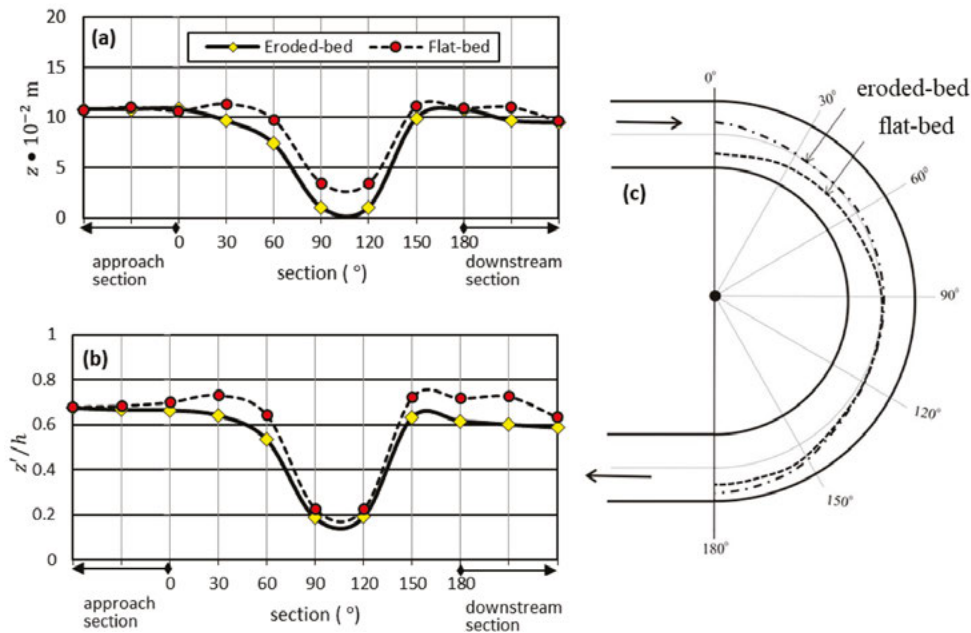 (a)
Eroded-bed
Flat-bed
20
15
10
5
0
z • 10⁻² m
0 30 60 90 120 150 180
approach
section
section ( °)
downstream
section
(b)
1
0.8
0.6
0.4
0.2
0
z'/h
0 30 60 90 120 150 180
approach
section
section ( °)
downstream
section
(c)
0°
30°
eroded-bed
flat-bed
60°
90°
120°
150°
180°